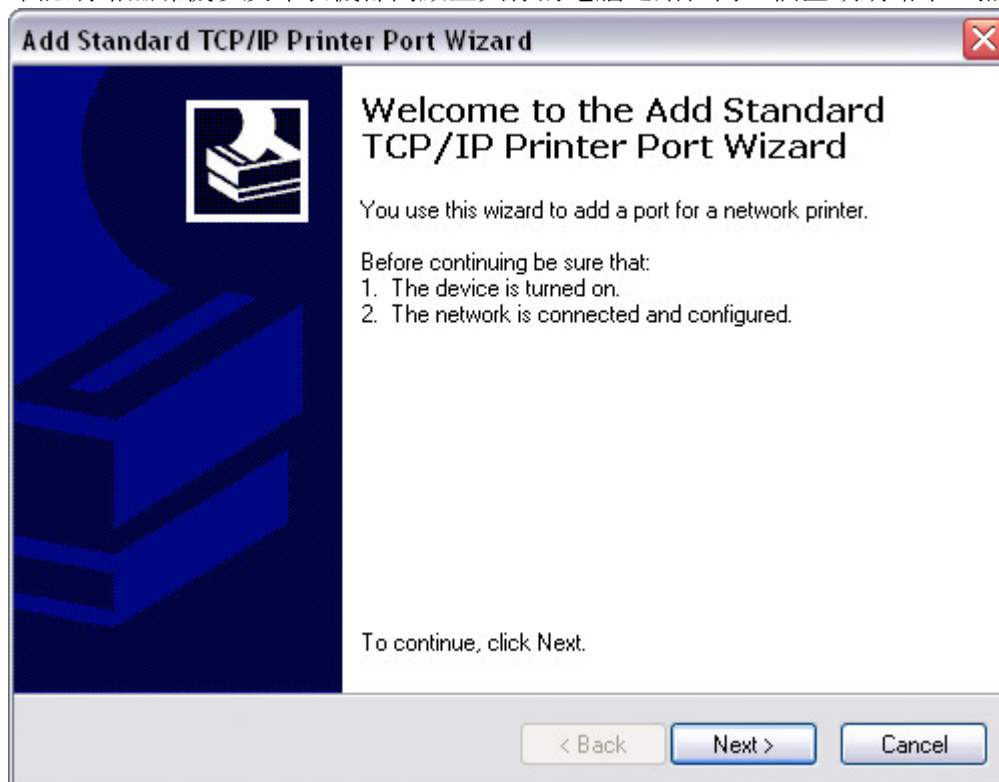 Add Standard TCP/IP Printer Port Wizard
Welcome to the Add Standard
TCP/IP Printer Port Wizard
You use this wizard to add a port for a network printer.
Before continuing be sure that:
1. The device is turned on.
2. The network is connected and configured.
To continue, click Next.
< Back
Next >
Cancel